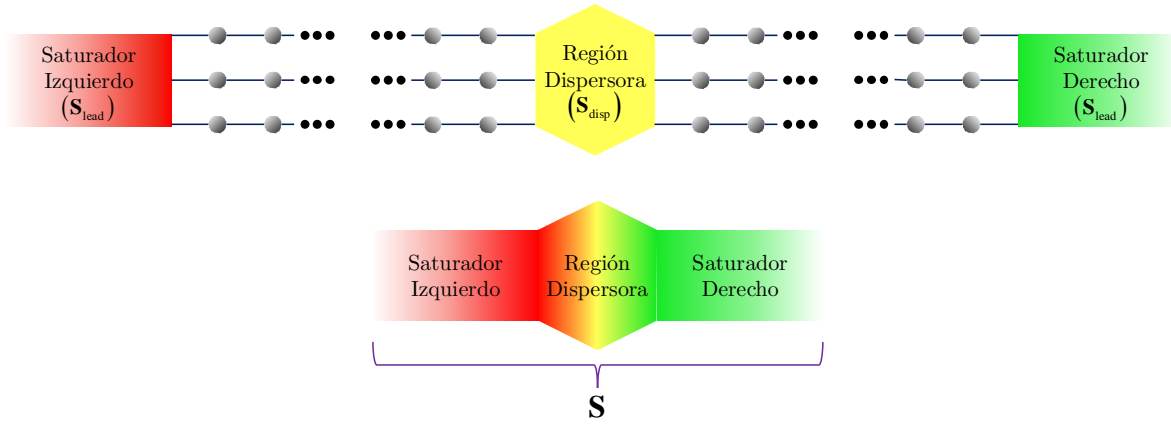 Saturador
Izquierdo
(S_lead)
Región
Dispersora
(S_disp)
Saturador
Derecho
(S_lead)
Saturador
Izquierdo
Región
Dispersora
Saturador
Derecho
S